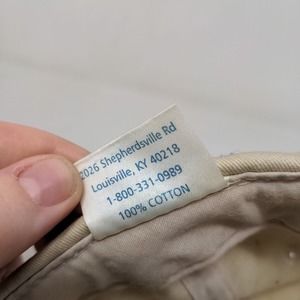 2026 Shepherdsville Rd
Louisville, KY 40218
1-800-331-0989
100% COTTON